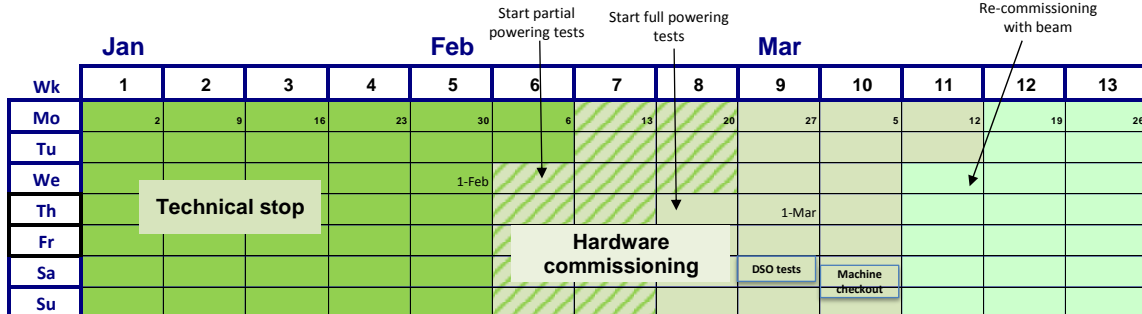 Start partial
powering tests
Start full powering
tests
Re-commissioning
with beam
Jan Feb Mar
Wk 1 2 3 4 5 6 7 8 9 10 11 12 13
Mo 2 9 16 23 30 6 13 20 27 5 12 19 26
Tu
We 1-Feb
Th 1-Mar
Technical stop
Fr
Hardware
commissioning
Sa DSO tests
Machine
checkout
Su